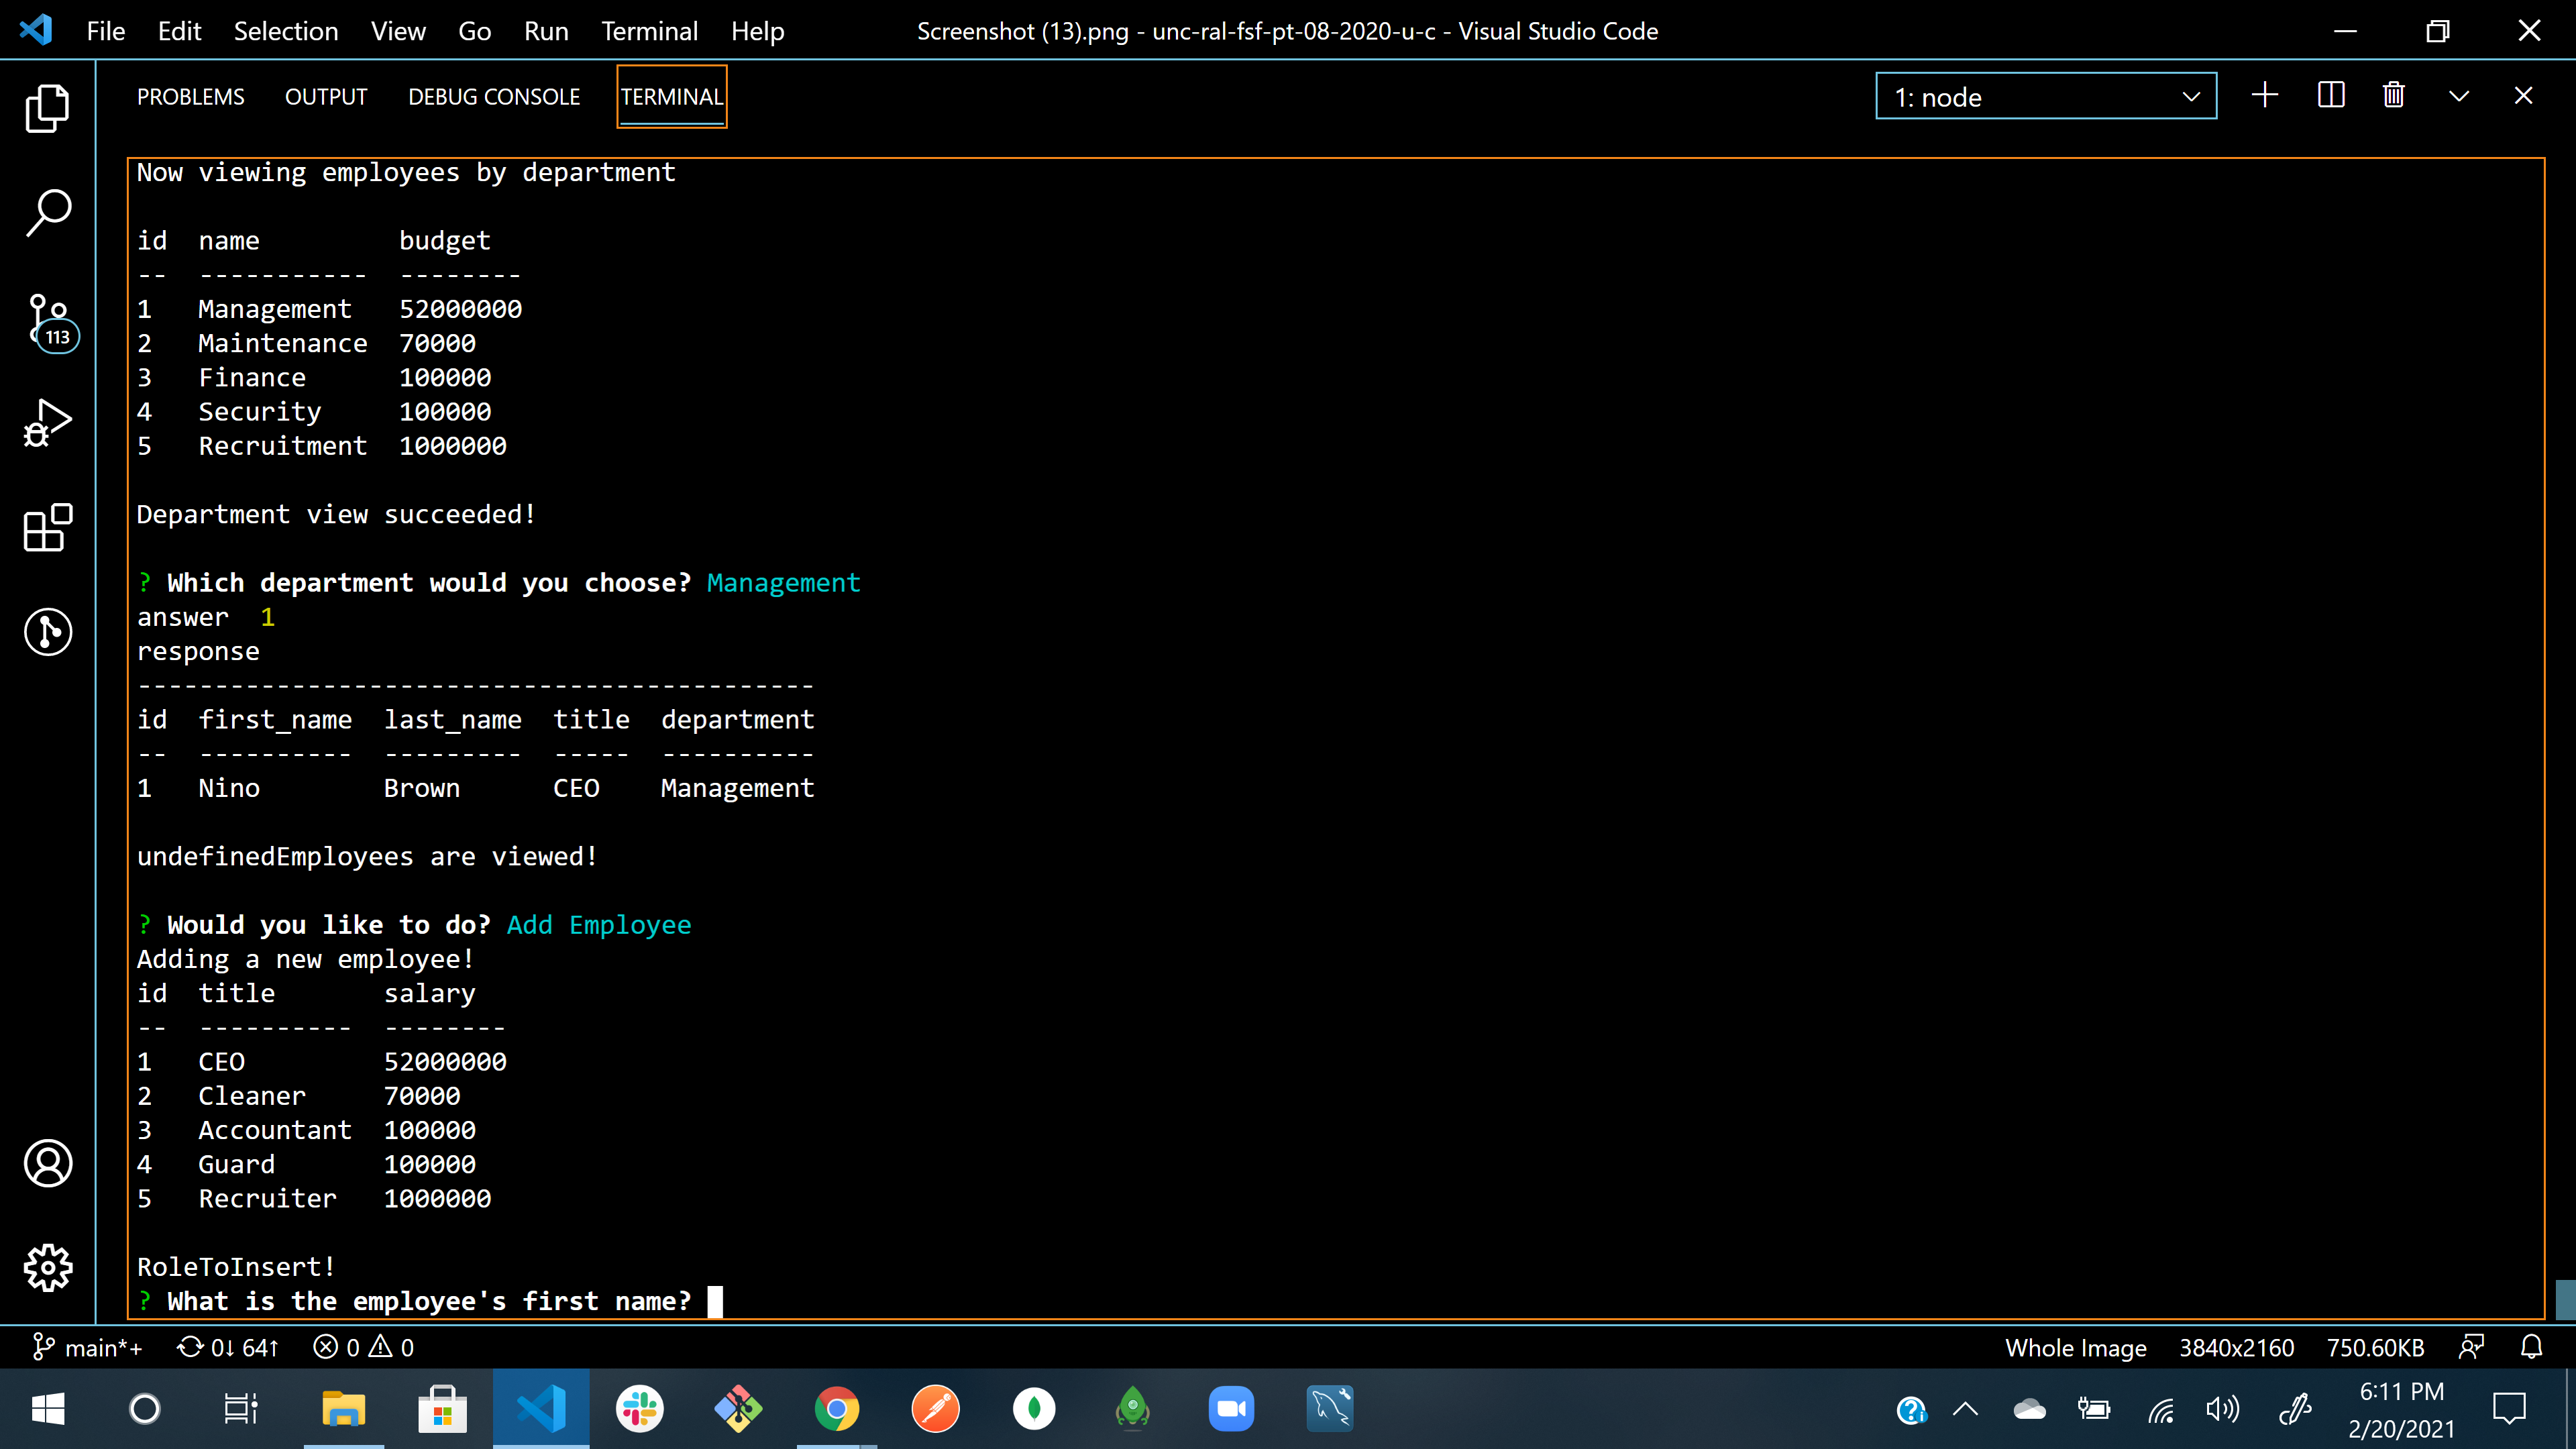 File Edit Selection View Go Run Terminal Help Screenshot (13).png - unc-ral-fsf-pt-08-2020-u-c - Visual Studio Code
PROBLEMS OUTPUT DEBUG CONSOLE TERMINAL 1: node
113
Now viewing employees by department
id  name         budget
--  -----------  --------
1   Management   52000000
2   Maintenance  70000
3   Finance      100000
4   Security     100000
5   Recruitment  1000000
Department view succeeded!
? Which department would you choose? Management
answer  1
response
--------------------------------------------
id  first_name  last_name  title  department
--  ----------  ---------  -----  ----------
1   Nino        Brown      CEO    Management
undefinedEmployees are viewed!
? Would you like to do? Add Employee
Adding a new employee!
id  title       salary
--  ----------  --------
1   CEO         52000000
2   Cleaner     70000
3   Accountant  100000
4   Guard       100000
5   Recruiter   1000000
RoleToInsert!
? What is the employee's first name?
main*+ 0↓ 64↑ 0 0 Whole Image 3840x2160 750.60KB
6:11 PM
2/20/2021